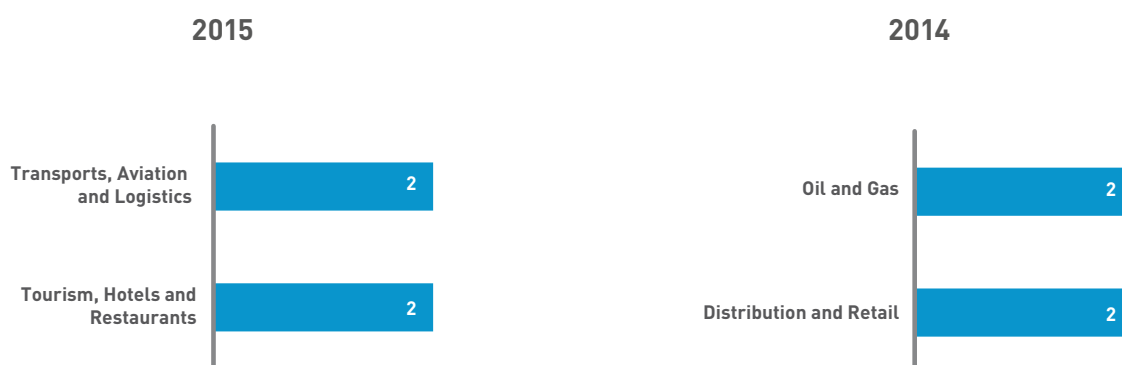 2015
Transports, Aviation
and Logistics
2
Tourism, Hotels and
Restaurants
2
2014
Oil and Gas
2
Distribution and Retail
2